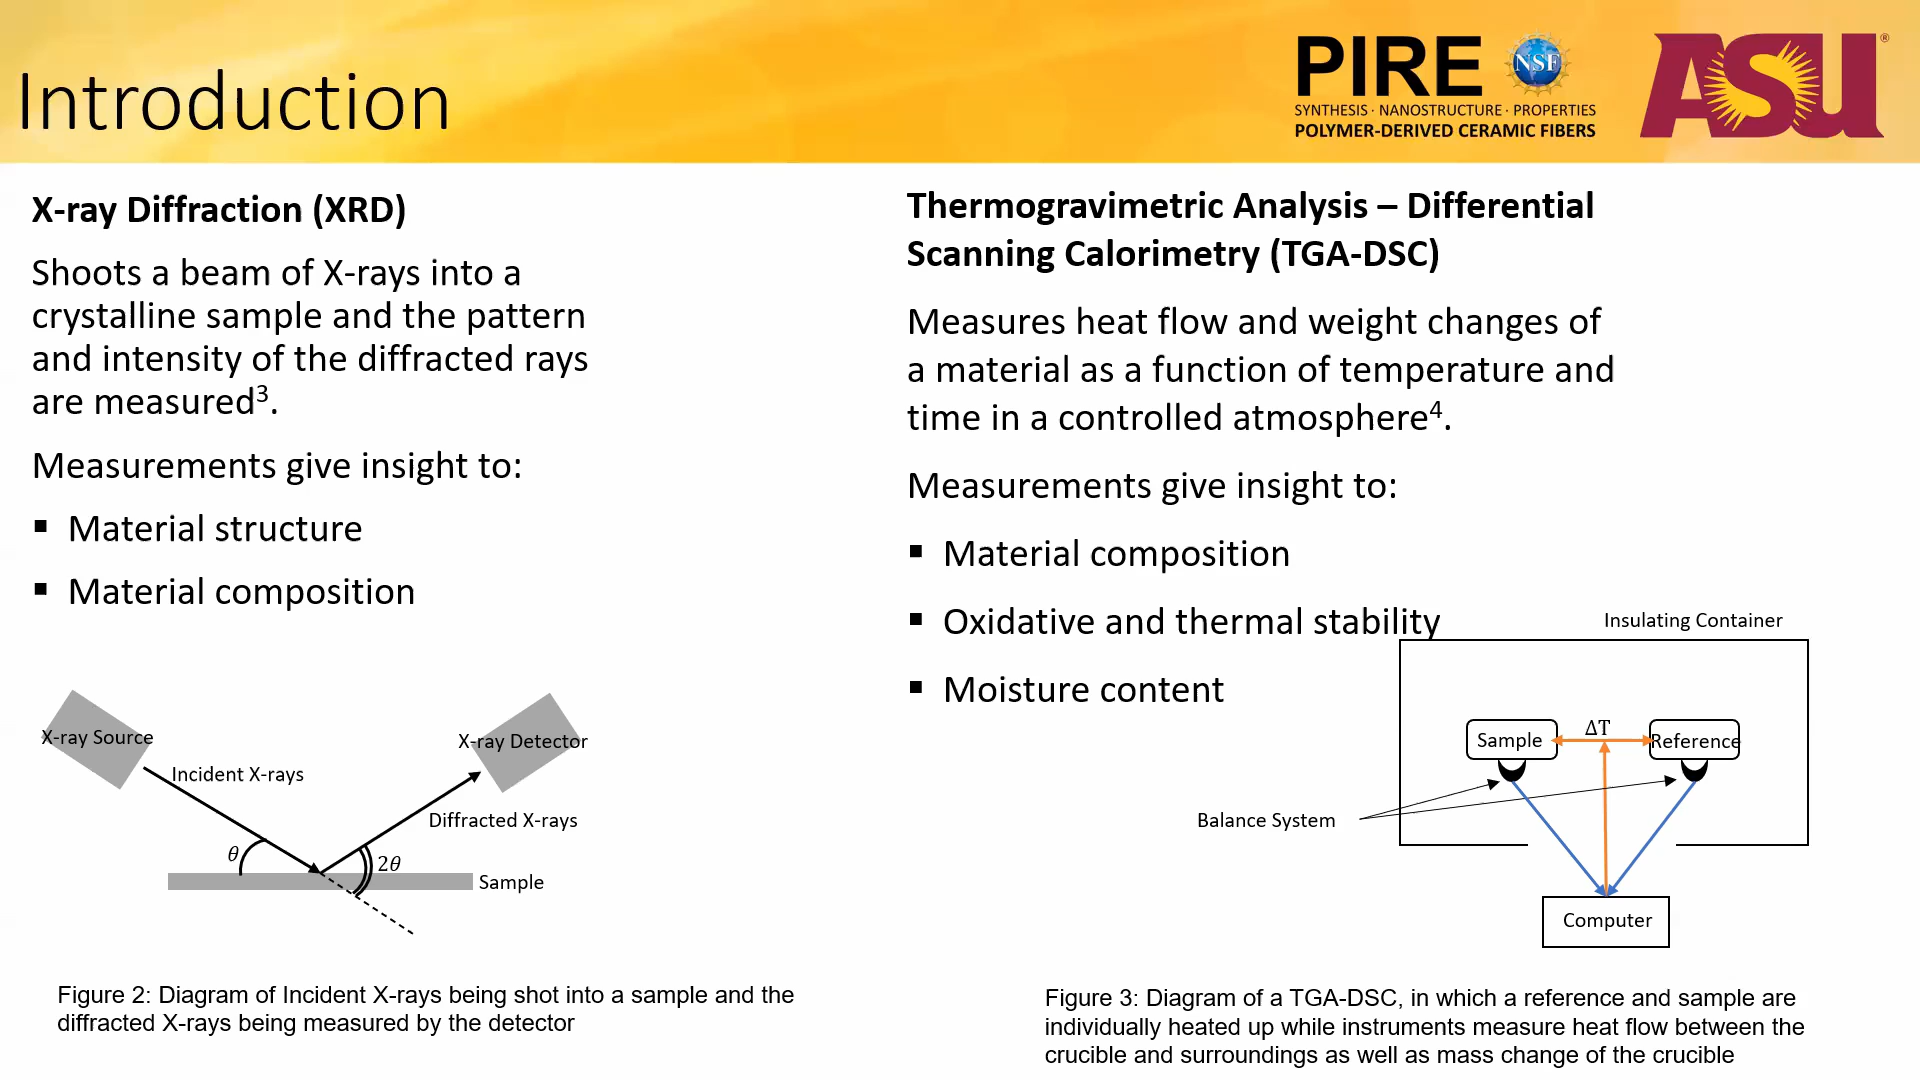 Introduction
PIRE
NSF
SYNTHESIS · NANOSTRUCTURE · PROPERTIES
POLYMER-DERIVED CERAMIC FIBERS
ASU®
X-ray Diffraction (XRD)
Shoots a beam of X-rays into a
crystalline sample and the pattern
and intensity of the diffracted rays
are measured³.
Measurements give insight to:
▪ Material structure
▪ Material composition
X-ray Source
X-ray Detector
Incident X-rays
Diffracted X-rays
θ
2θ
Sample
Figure 2: Diagram of Incident X-rays being shot into a sample and the
diffracted X-rays being measured by the detector
Thermogravimetric Analysis – Differential
Scanning Calorimetry (TGA-DSC)
Measures heat flow and weight changes of
a material as a function of temperature and
time in a controlled atmosphere⁴.
Measurements give insight to:
▪ Material composition
▪ Oxidative and thermal stability
▪ Moisture content
Insulating Container
Sample
ΔT
Reference
Balance System
Computer
Figure 3: Diagram of a TGA-DSC, in which a reference and sample are
individually heated up while instruments measure heat flow between the
crucible and surroundings as well as mass change of the crucible